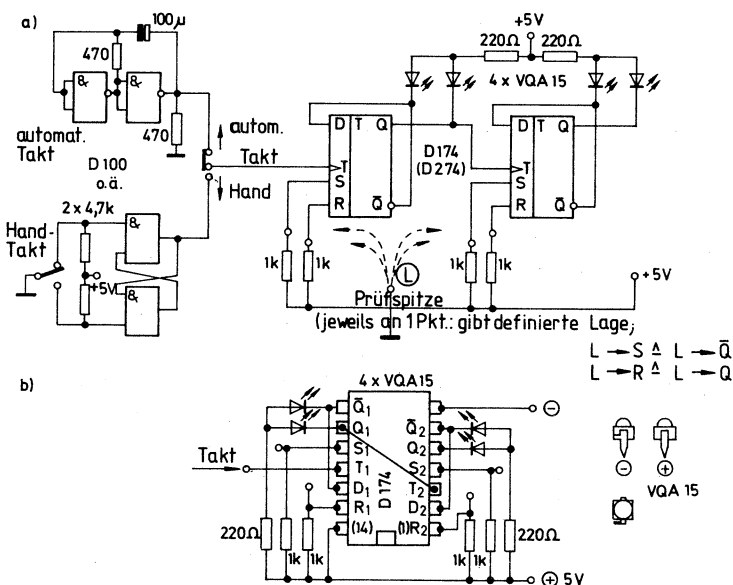 a)
100µ
470
&
&
470
automat.
Takt
D100
o.ä.
autom.
Takt
Hand
Hand-
Takt
2 x 4,7k
&
+5V
&
+5V
220Ω 220Ω
4 x VQA 15
D T Q
T
S
R Q̅
D174
(D274)
D T Q
T
S
R Q̅
1k 1k
1k 1k
L
Prüfspitze
+5V
(jeweils an 1Pkt.: gibt definierte Lage;
L → S ≙ L → Q̅
L → R ≙ L → Q
b)
4 x VQA15
Q̅1 Q̅2
Q1 Q2
S1 S2
T1 T2
D1 D2
R1 (1)R2
(14)
D174
Takt
220Ω
1k 1k
1k 1k
220Ω
⊖
⊕ 5V
⊖ ⊕
VQA 15